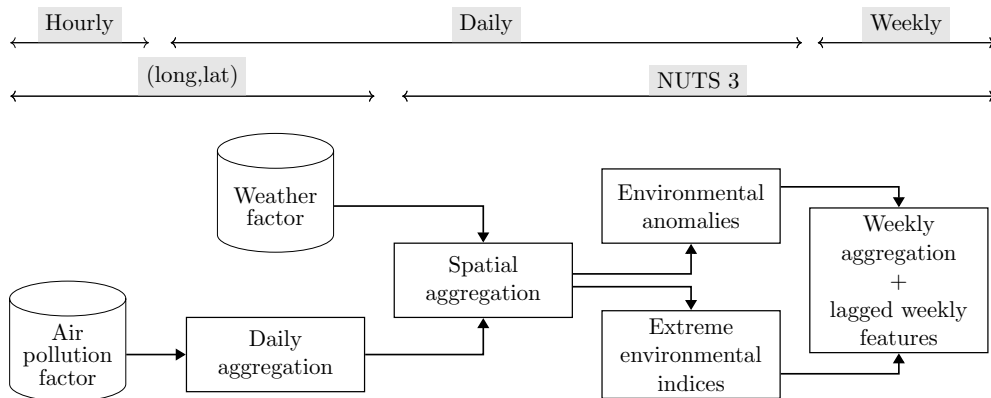 Hourly
Daily
Weekly
(long,lat)
NUTS 3
Weather
factor
Environmental
anomalies
Weekly
aggregation
+
lagged weekly
features
Spatial
aggregation
Air
pollution
factor
Daily
aggregation
Extreme
environmental
indices